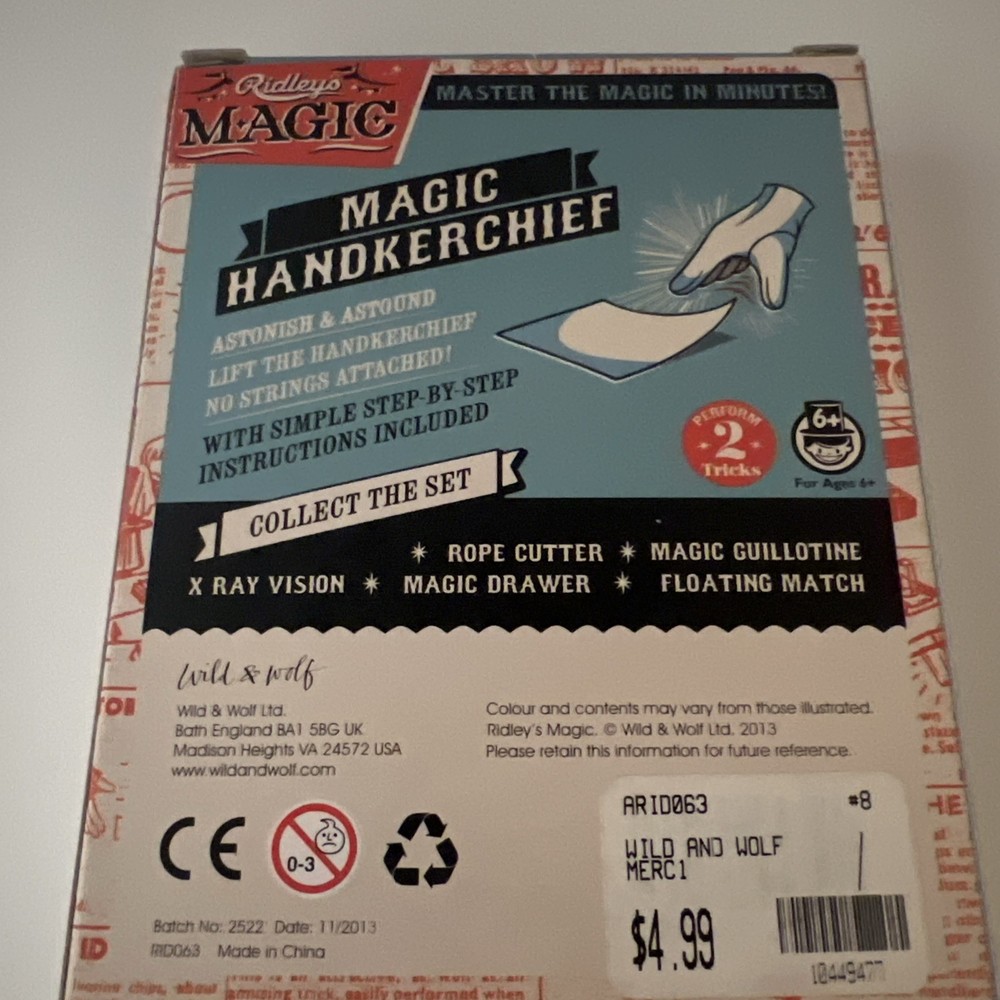 Ridley's
MAGIC
MASTER THE MAGIC IN MINUTES!
MAGIC
HANDKERCHIEF
ASTONISH & ASTOUND
LIFT THE HANDKERCHIEF
NO STRINGS ATTACHED!
WITH SIMPLE STEP-BY-STEP
INSTRUCTIONS INCLUDED
PERFORM
2
Tricks
6+
For Ages 6+
COLLECT THE SET
✴ ROPE CUTTER ✴ MAGIC GUILLOTINE
X RAY VISION ✴ MAGIC DRAWER ✴ FLOATING MATCH
wild & wolf
Wild & Wolf Ltd.
Bath England BA1 5BG UK
Madison Heights VA 24572 USA
www.wildandwolf.com
Colour and contents may vary from those illustrated.
Ridley's Magic. © Wild & Wolf Ltd. 2013
Please retain this information for future reference.
CE
0-3
ARID063 #8
WILD AND WOLF
MERC1
$4.99
Batch No: 2522 Date: 11/2013
RID063 Made in China
amusing trick, easily performed when